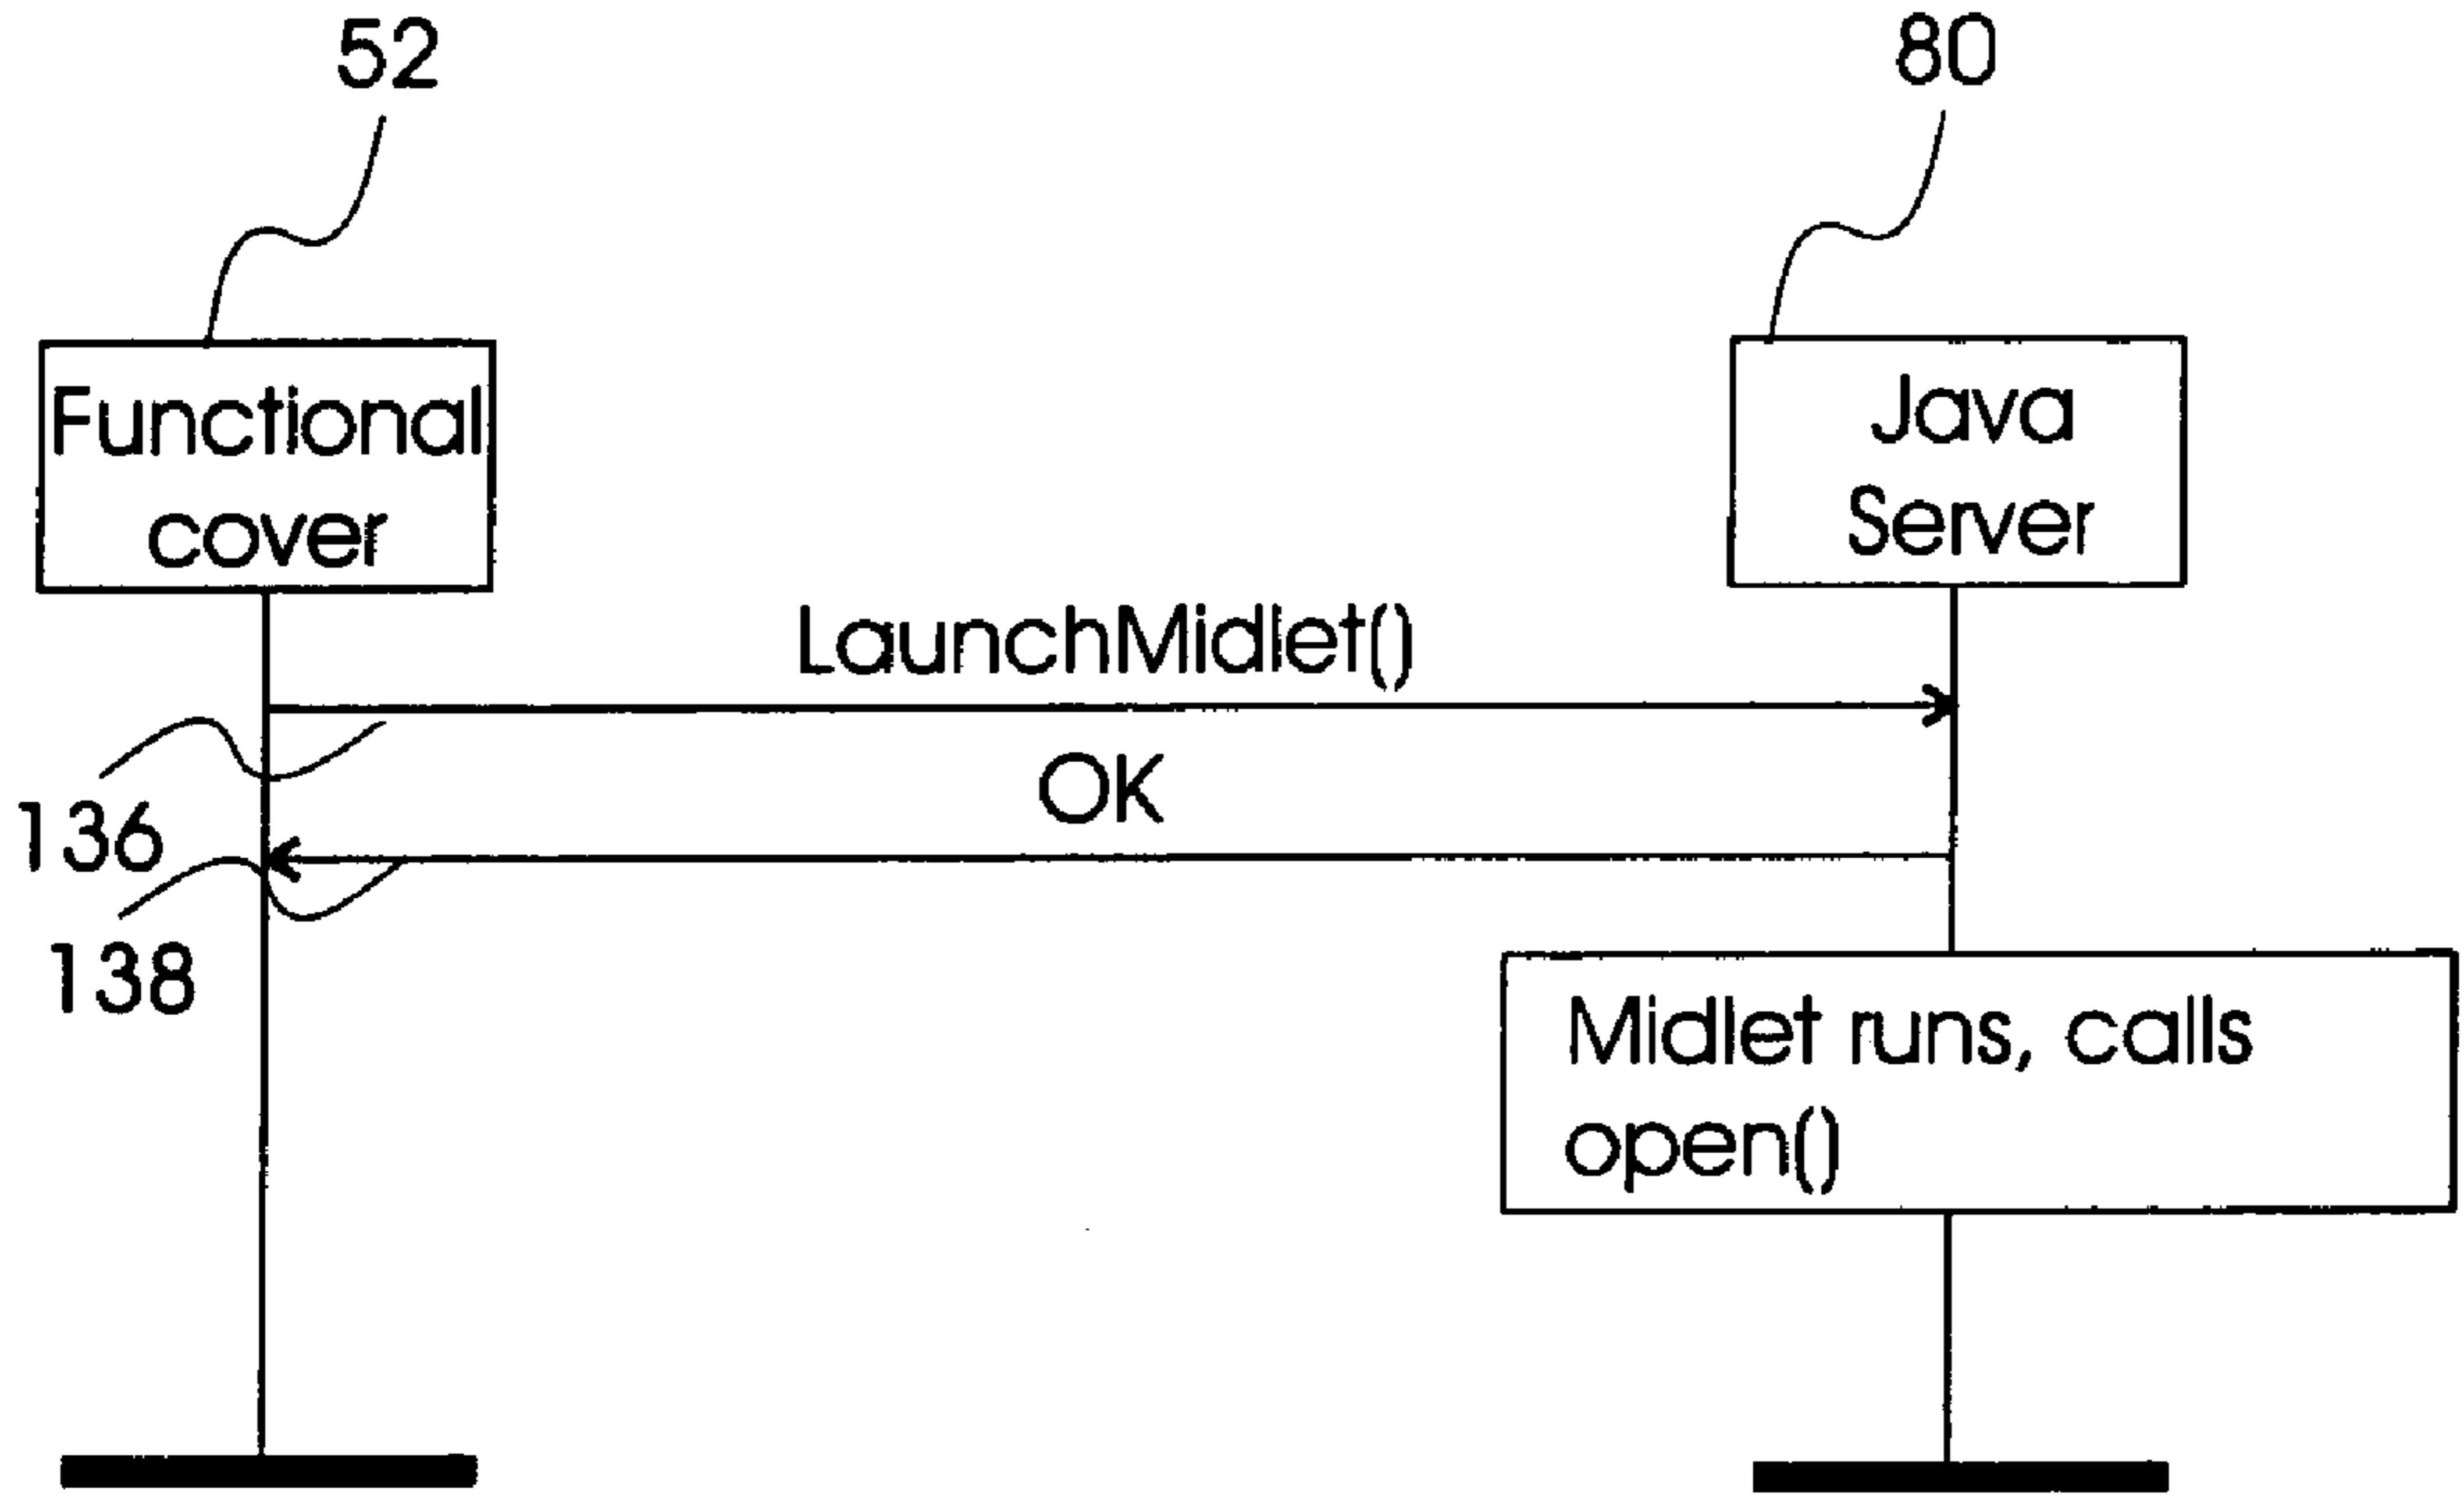 52
80
Functional
cover
Java
Server
LaunchMidlet()
OK
136
138
Midlet runs, calls
open()